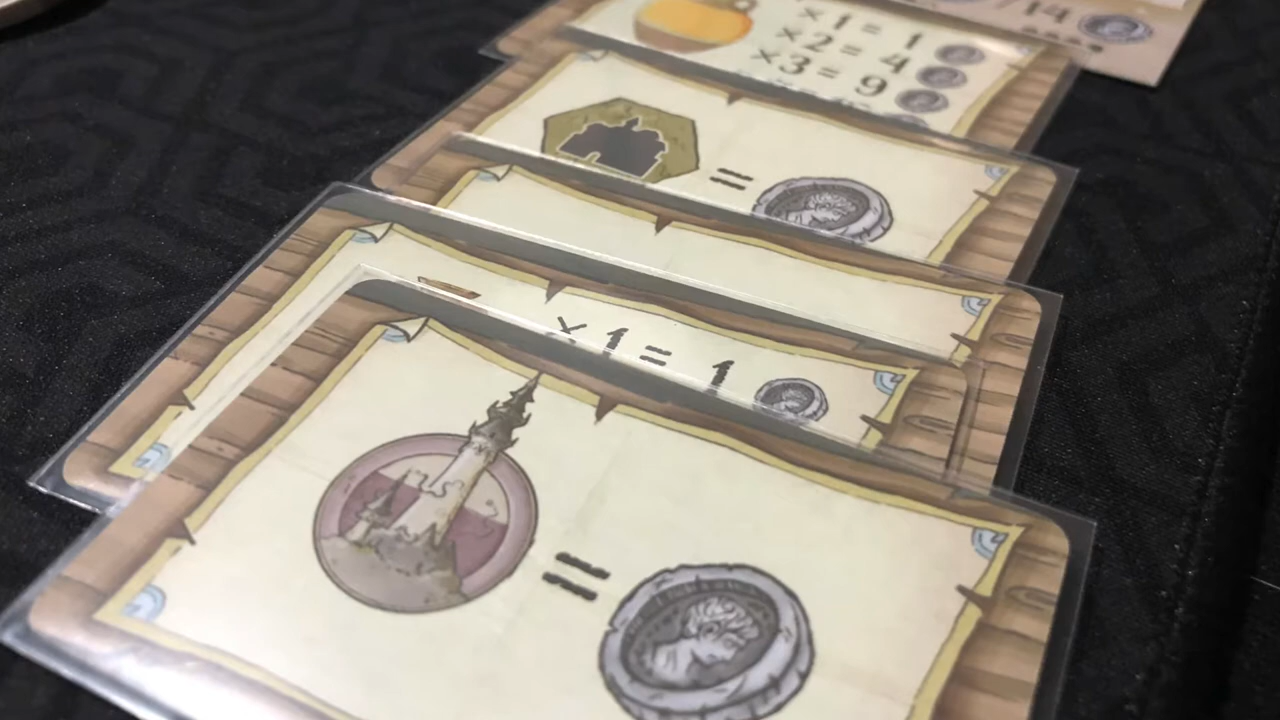 /14
×1 = 1
×2 = 4
×3 = 9
=
×1 = 1
=